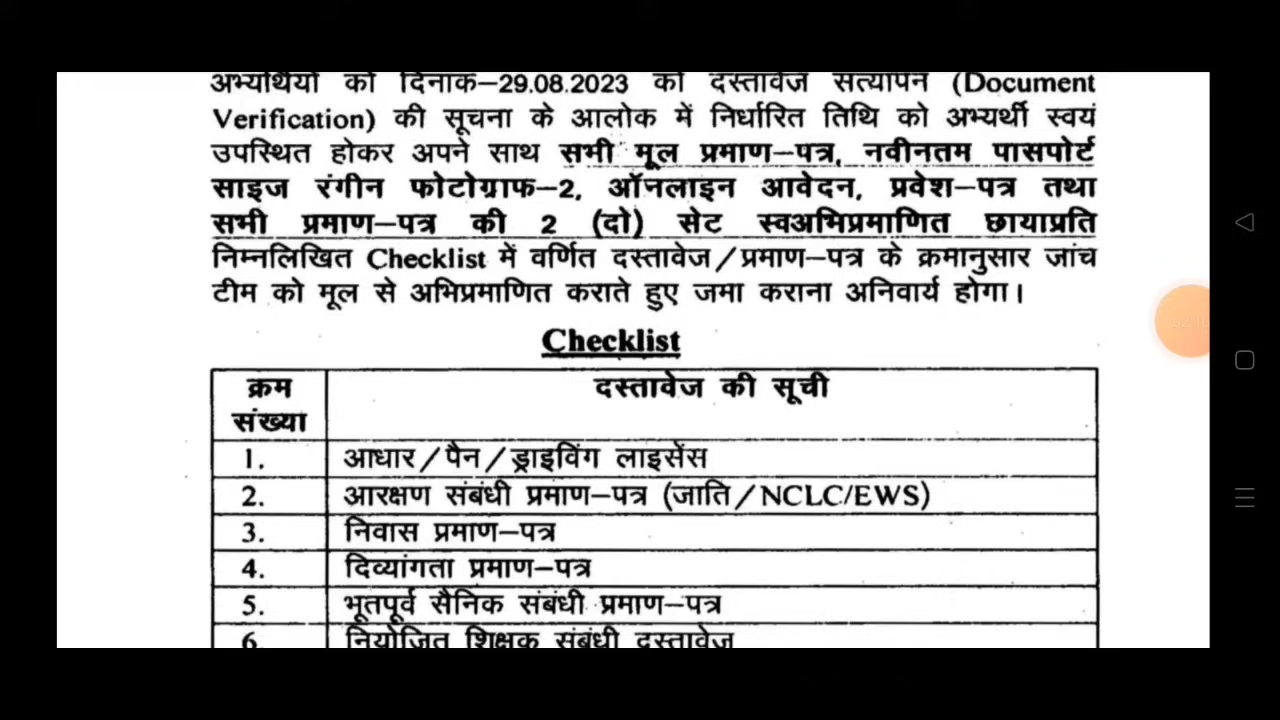 अभ्यर्थियों को दिनांक–29.08.2023 को दस्तावेज सत्यापन (Document
Verification) की सूचना के आलोक में निर्धारित तिथि को अभ्यर्थी स्वयं
उपस्थित होकर अपने साथ सभी मूल प्रमाण–पत्र, नवीनतम पासपोर्ट
साइज रंगीन फोटोग्राफ–2, ऑनलाइन आवेदन, प्रवेश–पत्र तथा
सभी प्रमाण–पत्र की 2 (दो) सेट स्वअभिप्रमाणित छायाप्रति
निम्नलिखित Checklist में वर्णित दस्तावेज/प्रमाण–पत्र के क्रमानुसार जांच
टीम को मूल से अभिप्रमाणित कराते हुए जमा कराना अनिवार्य होगा।
Checklist
क्रम संख्या दस्तावेज की सूची
1. आधार/पैन/ड्राइविंग लाइसेंस
2. आरक्षण संबंधी प्रमाण–पत्र (जाति/NCLC/EWS)
3. निवास प्रमाण–पत्र
4. दिव्यांगता प्रमाण–पत्र
5. भूतपूर्व सैनिक संबंधी प्रमाण–पत्र
6. नियोजित शिक्षक संबंधी दस्तावेज